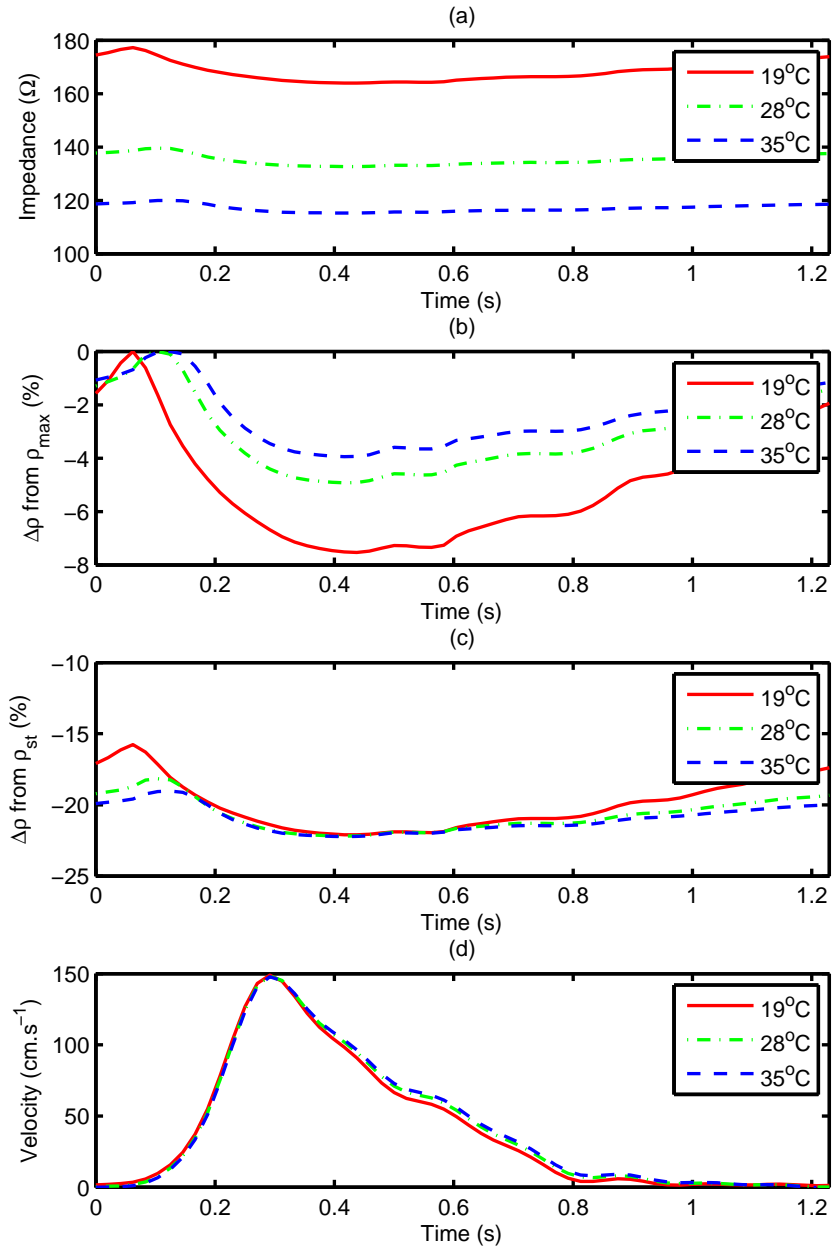 (a)
180
160
140
120
100
Impedance (Ω)
19°C
28°C
35°C
0 0.2 0.4 0.6 0.8 1 1.2
Time (s)
(b)
0
−2
−4
−6
−8
Δρ from ρmax (%)
19°C
28°C
35°C
0 0.2 0.4 0.6 0.8 1 1.2
Time (s)
(c)
−10
−15
−20
−25
Δρ from ρst (%)
19°C
28°C
35°C
0 0.2 0.4 0.6 0.8 1 1.2
Time (s)
(d)
150
100
50
0
Velocity (cm.s−1)
19°C
28°C
35°C
0 0.2 0.4 0.6 0.8 1 1.2
Time (s)